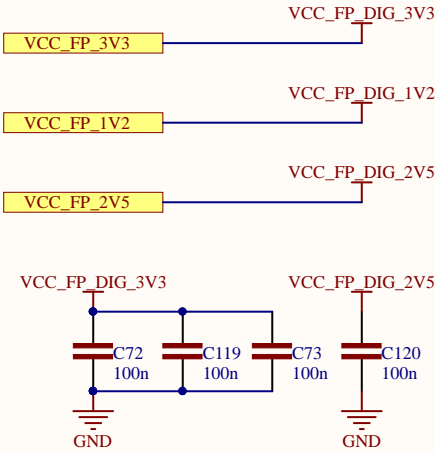 VCC_FP_DIG_3V3
VCC_FP_3V3
VCC_FP_DIG_1V2
VCC_FP_1V2
VCC_FP_DIG_2V5
VCC_FP_2V5
VCC_FP_DIG_3V3 VCC_FP_DIG_2V5
C72 C119 C73 C120
100n 100n 100n 100n
GND GND